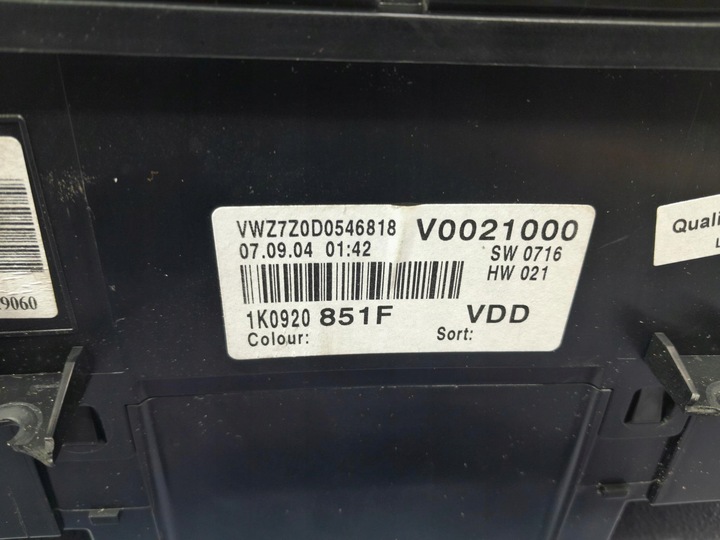 VWZ7Z0D0546818 V0021000
07.09.04 01:42 SW 0716
HW 021
1K0920 851F VDD
Colour: Sort:
9060
Quali